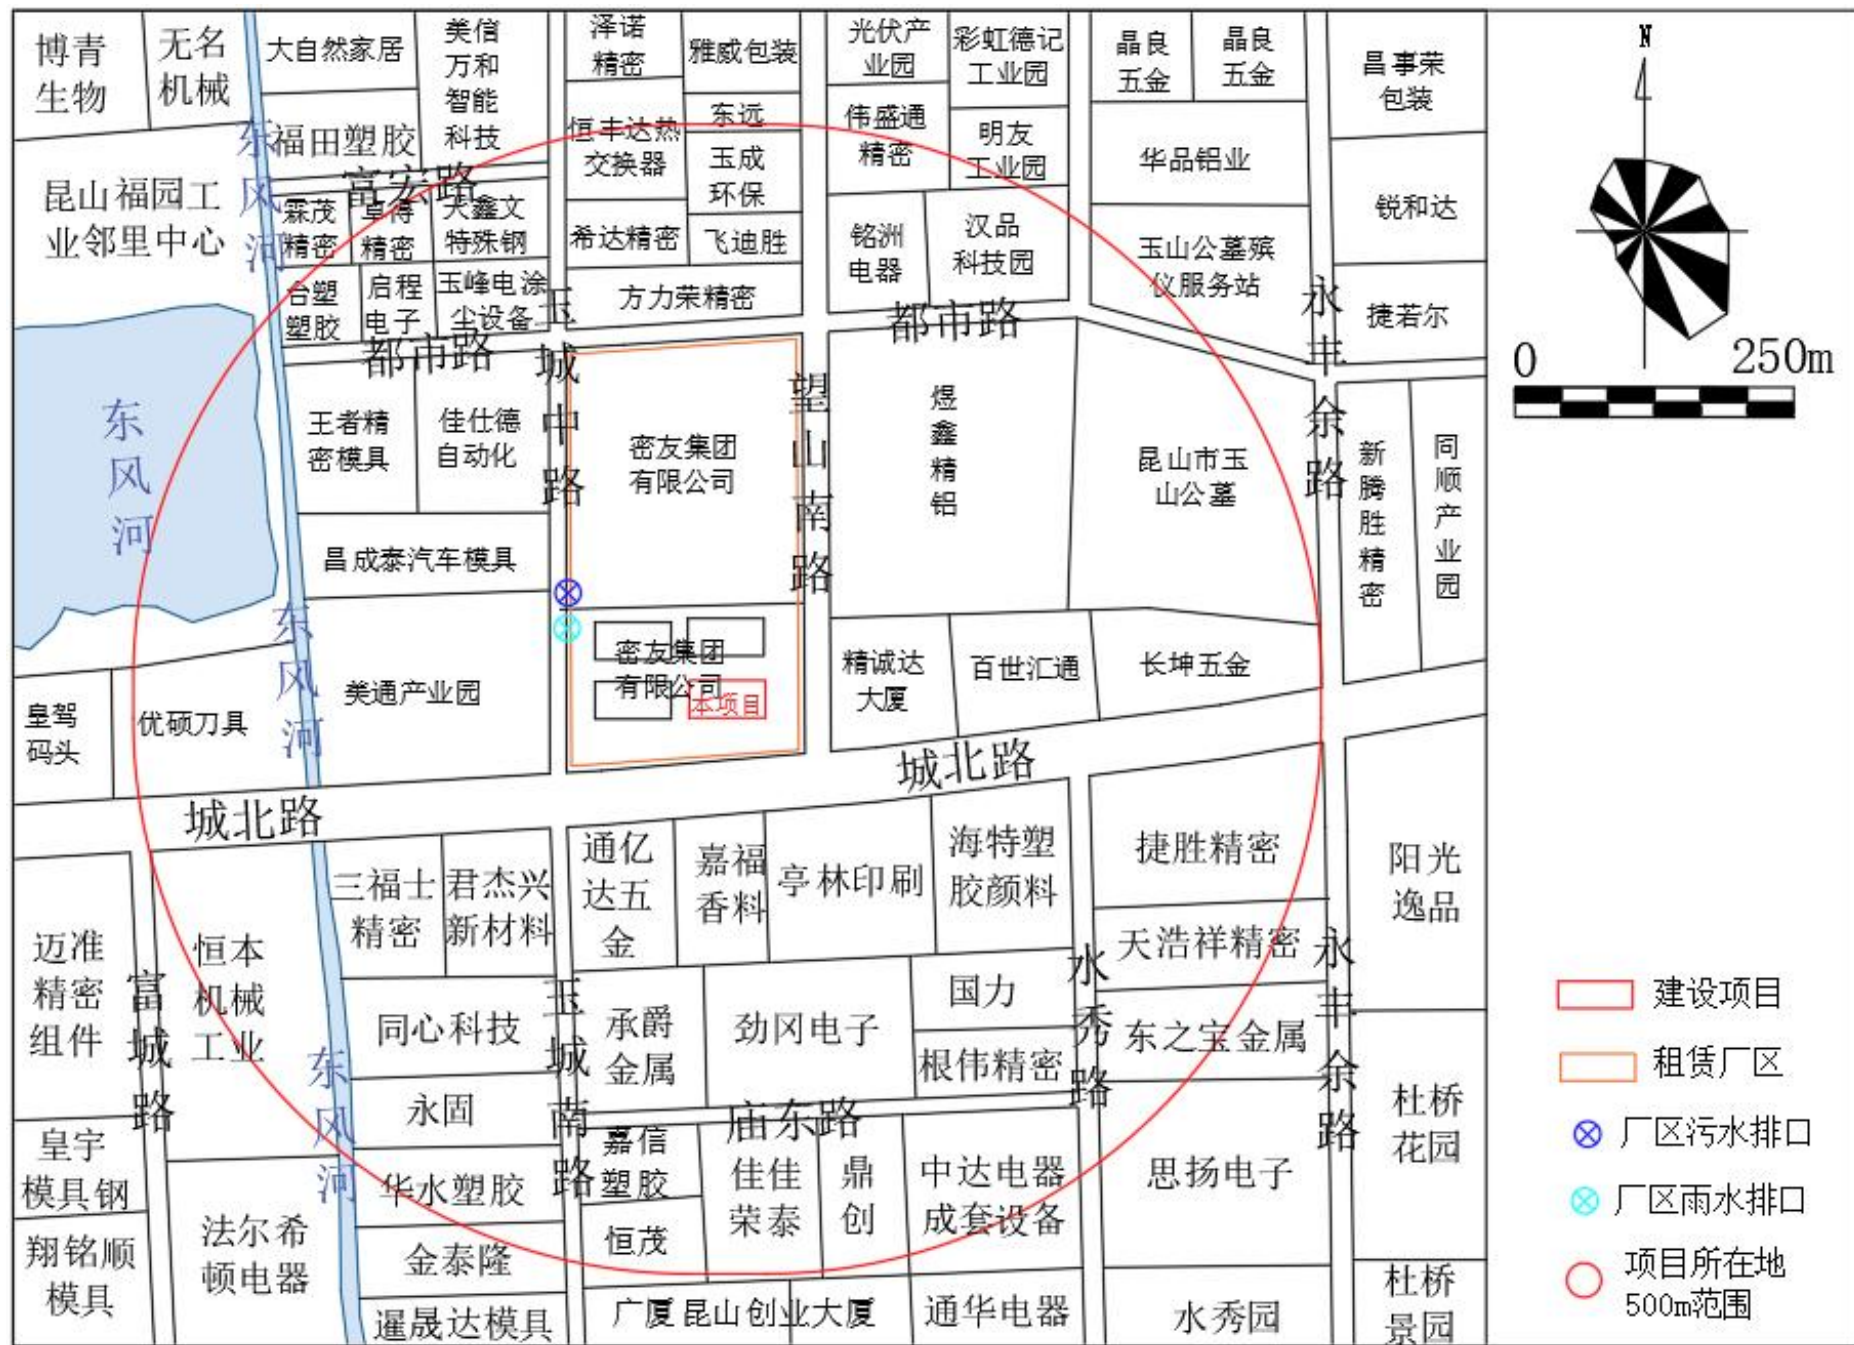 博青
生物
无名
机械
大自然家居
美信
万和
智能
科技
泽诺
精密
雅威包装
光伏产
业园
彩虹德记
工业园
晶良
五金
晶良
五金
昌事荣
包装
N
东
风
河
福田塑胶
恒丰达热
交换器
东远
玉成
环保
伟盛通
精密
明友
工业园
华品铝业
锐和达
昆山福园工
业邻里中心
富宏路
霖茂
精密
卓得
精密
大鑫文
特殊钢
希达精密
飞迪胜
铭洲
电器
汉品
科技园
玉山公墓殡
仪服务站
捷若尔
台塑
塑胶
启程
电子
玉峰电涂
尘设备
方力荣精密
都市路
都市路
玉
城
中
路
望
山
南
路
永
丰
余
路
0
250m
东
风
河
王者精
密模具
佳仕德
自动化
密友集团
有限公司
煜
鑫
精
铝
昆山市玉
山公墓
新
腾
胜
精
密
同
顺
产
业
园
昌成泰汽车模具
东
风
河
美通产业园
密友集团
有限公司
本项目
精诚达
大厦
百世汇通
长坤五金
皇驾
码头
优硕刀具
城北路
城北路
三福士
精密
君杰兴
新材料
通亿
达五
金
嘉福
香料
亭林印刷
海特塑
胶颜料
捷胜精密
阳光
逸品
迈准
精密
组件
富
城
路
恒本
机械
工业
天浩祥精密
永
丰
余
路
水
秀
路
玉
城
南
路
同心科技
承爵
金属
劲冈电子
国力
根伟精密
东之宝金属
东
风
河
永固
庙东路
杜桥
花园
皇宇
模具钢
华水塑胶
嘉信
塑胶
佳佳
荣泰
鼎
创
中达电器
成套设备
思扬电子
翔铭顺
模具
法尔希
顿电器
金泰隆
恒茂
暹晟达模具
广厦昆山创业大厦
通华电器
水秀园
杜桥
景园
建设项目
租赁厂区
厂区污水排口
厂区雨水排口
项目所在地
500m范围